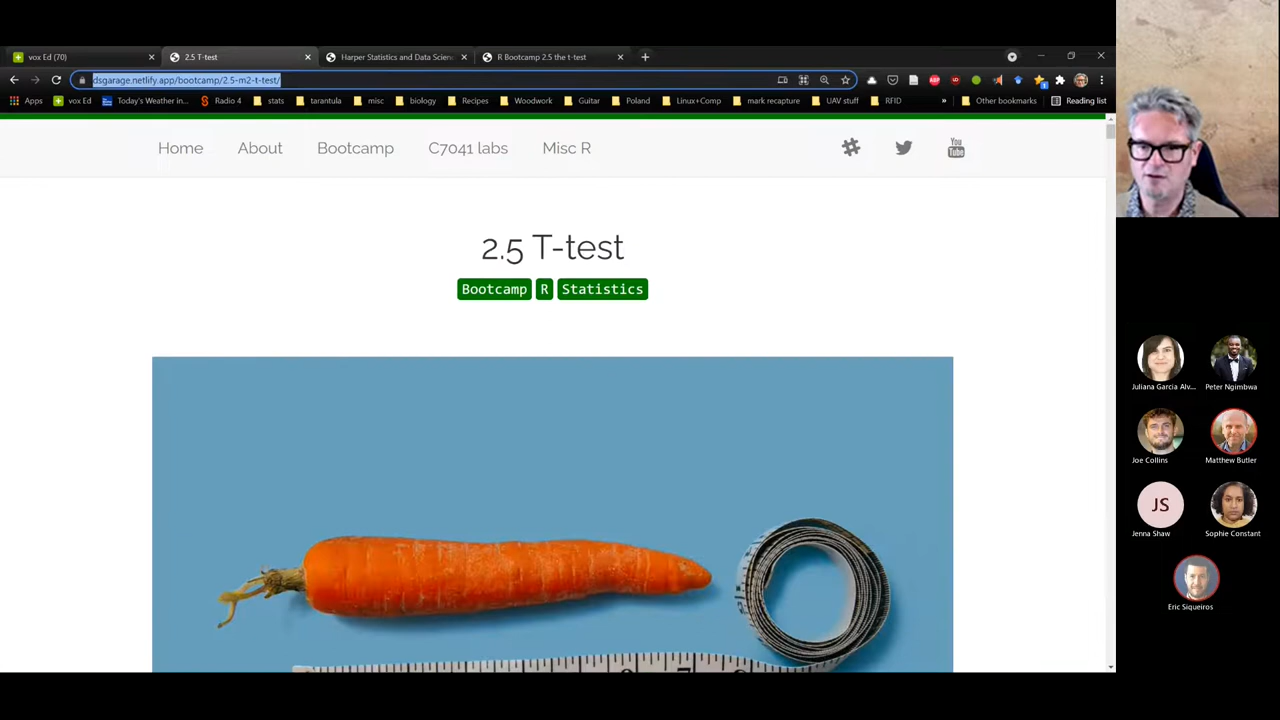 vox Ed (70)
2.5 T-test
Harper Statistics and Data Scien
R Bootcamp 2.5 the t-test
dsgarage.netlify.app/bootcamp/2.5-m2-t-test/
Apps
vox Ed
Today's Weather in...
Radio 4
stats
tarantula
misc
biology
Recipes
Woodwork
Guitar
Poland
Linux+Comp
mark recapture
UAV stuff
RFID
»
Other bookmarks
Reading list
Home
About
Bootcamp
C7041 labs
Misc R
You
Tube
2.5 T-test
Bootcamp
R
Statistics
Juliana Garcia Alv...
Peter Ngimbwa
Joe Collins
Matthew Butler
JS
Jenna Shaw
Sophie Constant
Eric Siqueiros